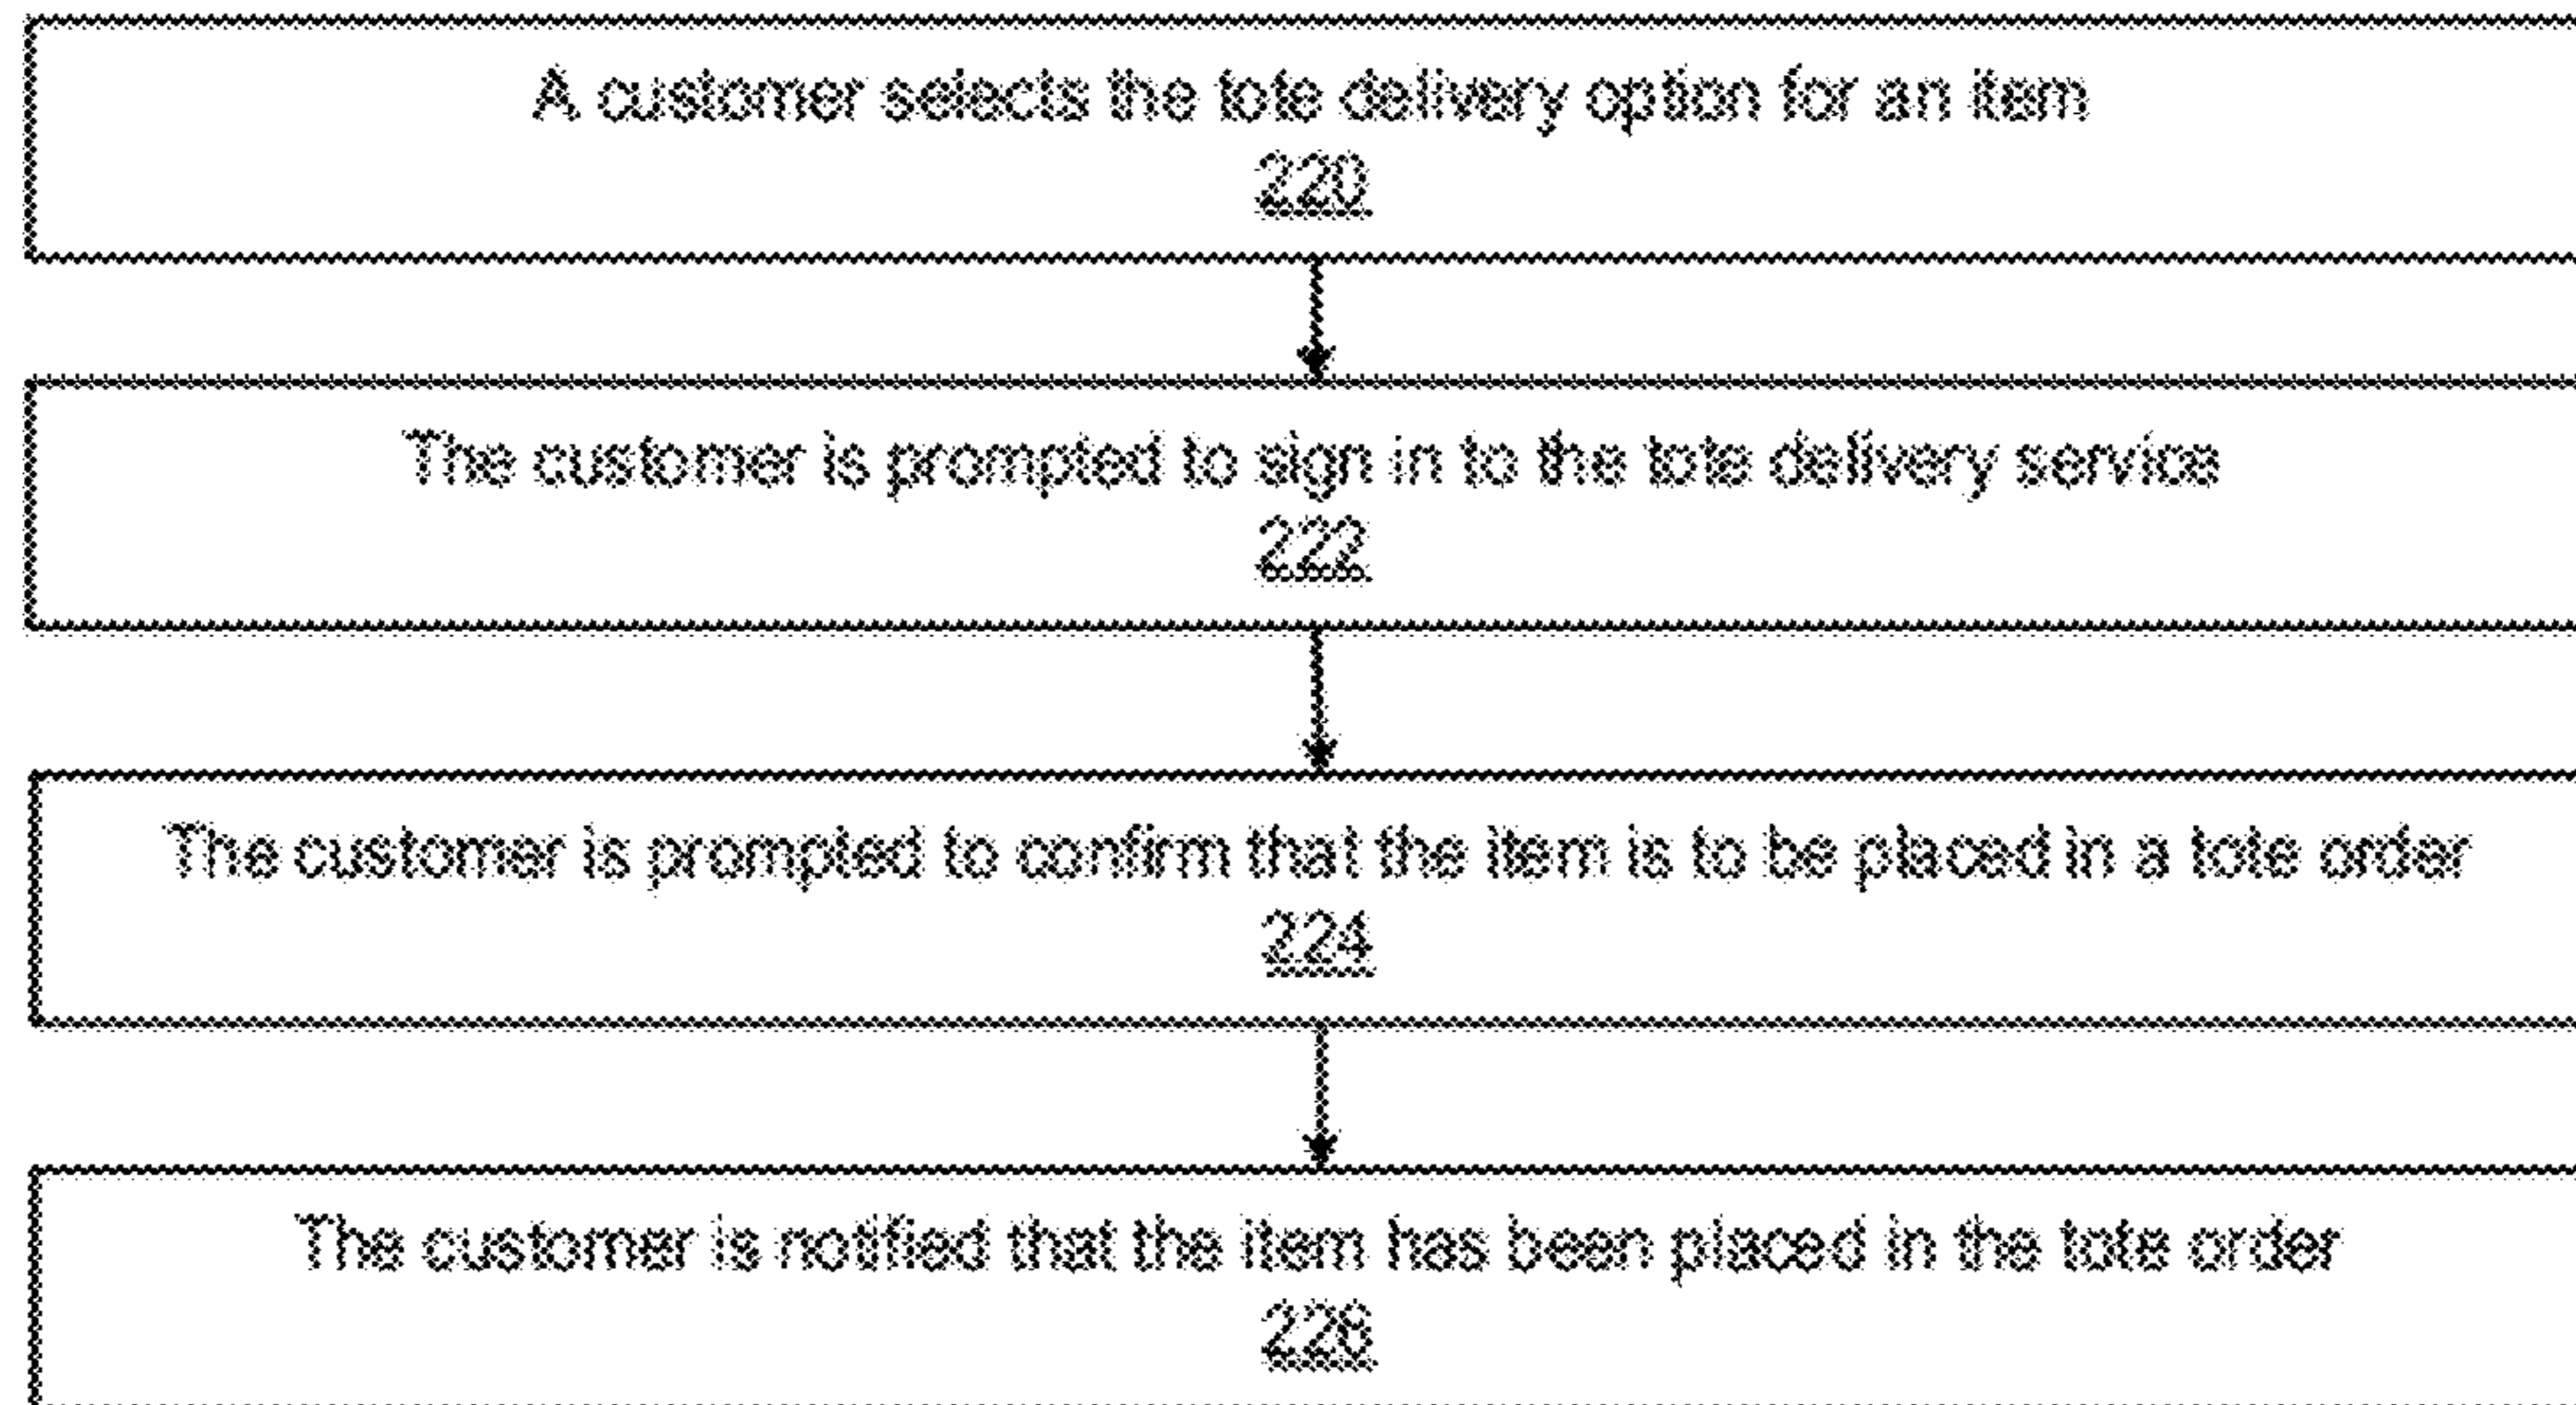 A customer selects the tote delivery option for an item
220
The customer is prompted to sign in to the tote delivery service
222
The customer is prompted to confirm that the item is to be placed in a tote order
224
The customer is notified that the item has been placed in the tote order
226